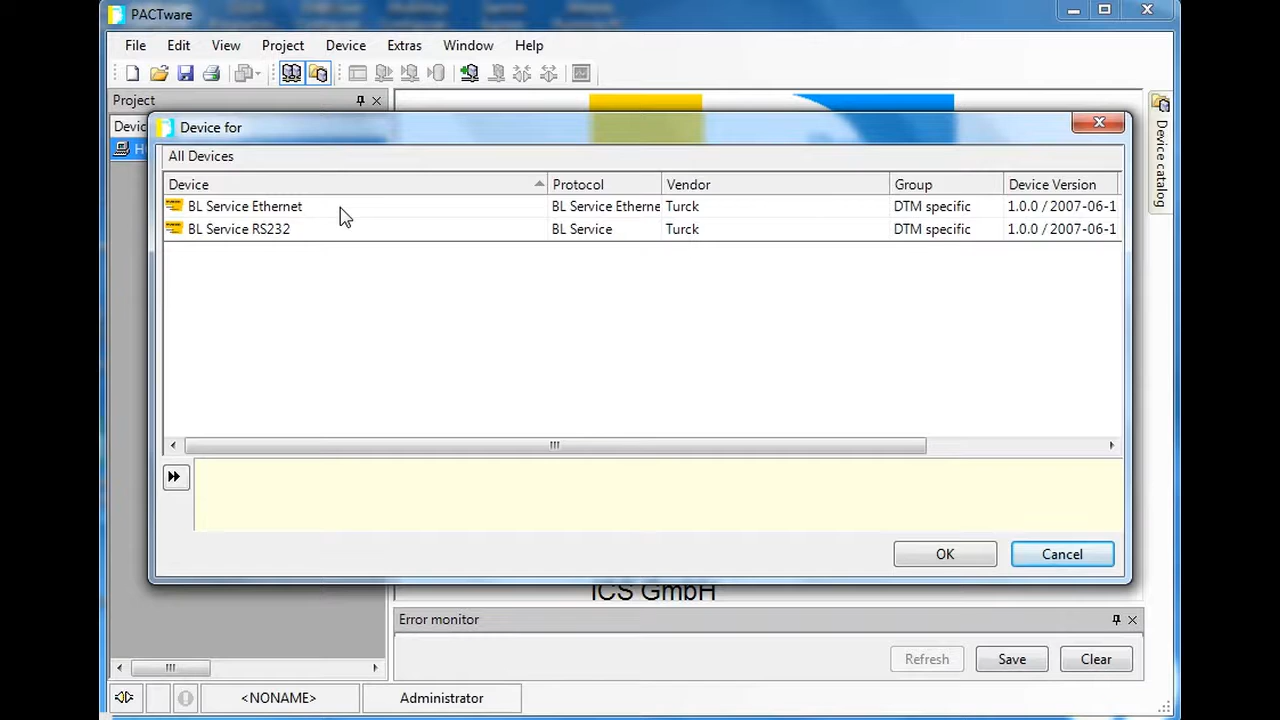 PACTware
File Edit View Project Device Extras Window Help
Project
Devic
H
Device for
All Devices
Device Protocol Vendor Group Device Version
BL Service Ethernet BL Service Etherne Turck DTM specific 1.0.0 / 2007-06-1
BL Service RS232 BL Service Turck DTM specific 1.0.0 / 2007-06-1
OK Cancel
Device catalog
ICS GmbH
Error monitor
Refresh Save Clear
<NONAME> Administrator